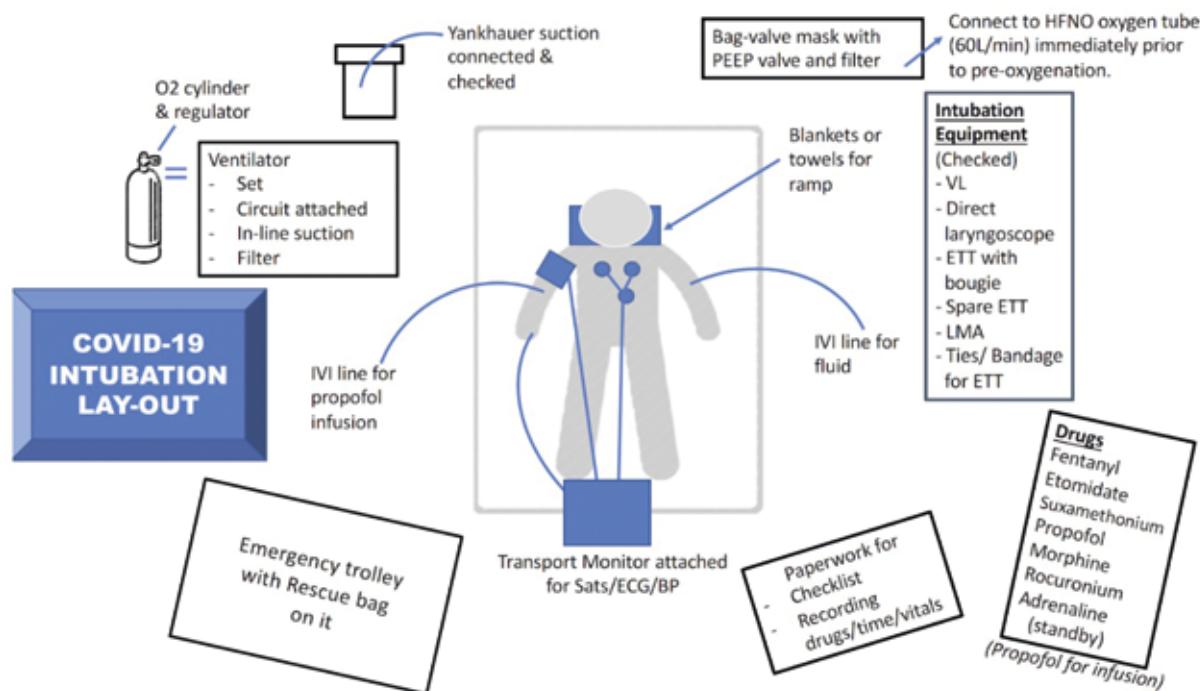 Yankhauer suction
connected &
checked
Bag-valve mask with
PEEP valve and filter
Connect to HFNO oxygen tube
(60L/min) immediately prior
to pre-oxygenation.
O2 cylinder
& regulator
Ventilator
- Set
- Circuit attached
- In-line suction
- Filter
Blankets or
towels for
ramp
Intubation
Equipment
(Checked)
- VL
- Direct
laryngoscope
- ETT with
bougie
- Spare ETT
- LMA
- Ties/ Bandage
for ETT
COVID-19
INTUBATION
LAY-OUT
IVI line for
propofol
infusion
IVI line for
fluid
Emergency trolley
with Rescue bag
on it
Transport Monitor attached
for Sats/ECG/BP
Paperwork for
- Checklist
- Recording
drugs/time/vitals
Drugs
Fentanyl
Etomidate
Suxamethonium
Propofol
Morphine
Rocuronium
Adrenaline
(standby)
(Propofol for infusion)